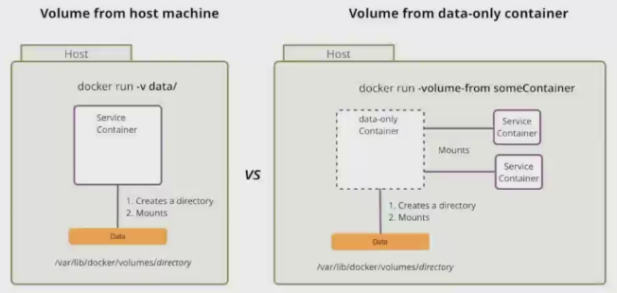 Volume from host machine
Host
docker run -v data/
Service
Container
1. Creates a directory
2. Mounts
Data
/var/lib/docker/volumes/directory
VS
Volume from data-only container
Host
docker run -volume-from someContainer
data-only
Container
Mounts
Service
Container
Service
Container
1. Creates a directory
2. Mounts
Data
/var/lib/docker/volumes/directory